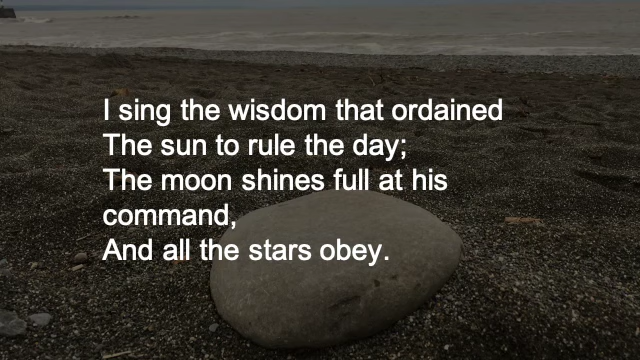 I sing the wisdom that ordained
The sun to rule the day;
The moon shines full at his
command,
And all the stars obey.